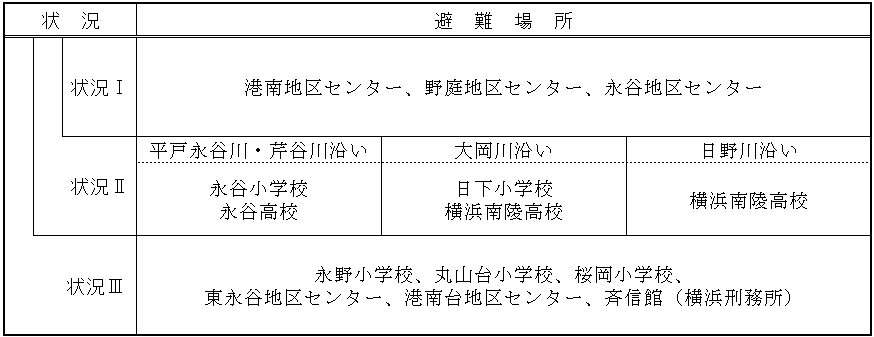 状　況
避　難　場　所
状況Ⅰ
港南地区センター、野庭地区センター、永谷地区センター
状況Ⅱ
平戸永谷川・芹谷川沿い
永谷小学校
永谷高校
大岡川沿い
日下小学校
横浜南陵高校
日野川沿い
横浜南陵高校
状況Ⅲ
永野小学校、丸山台小学校、桜岡小学校、
東永谷地区センター、港南台地区センター、斉信館（横浜刑務所）